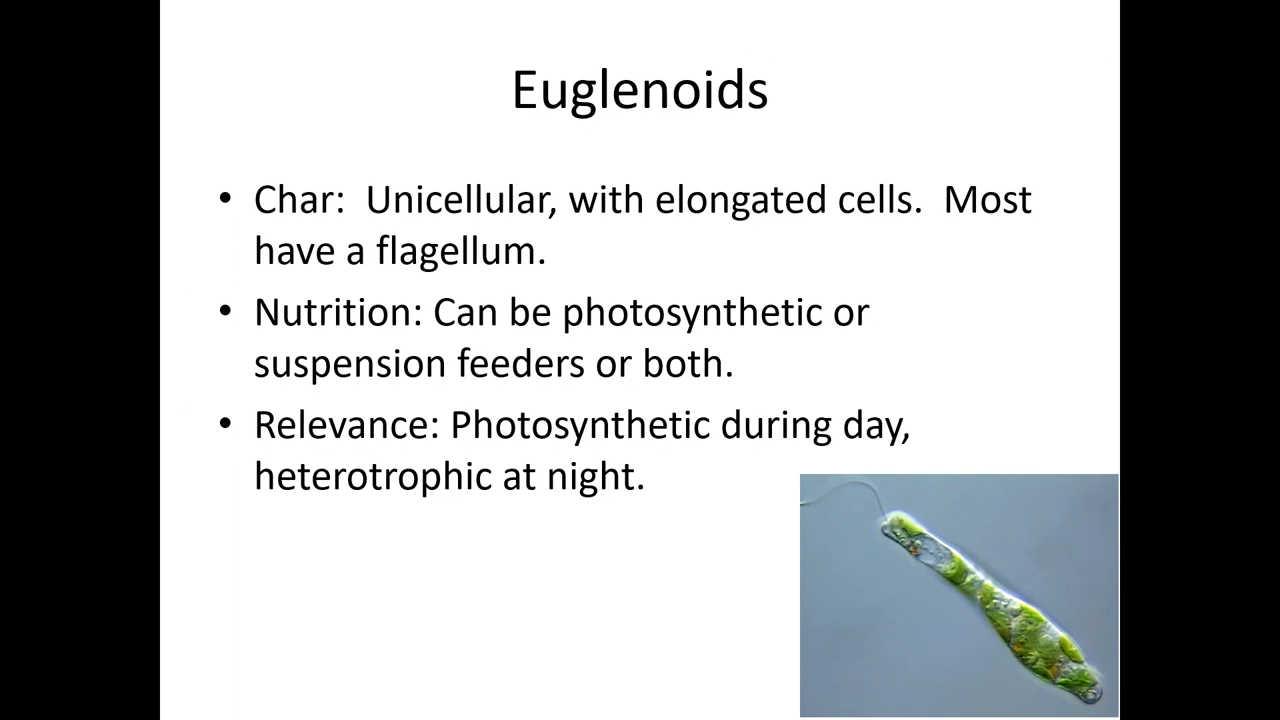 Euglenoids
• Char:  Unicellular, with elongated cells.  Most
have a flagellum.
• Nutrition: Can be photosynthetic or
suspension feeders or both.
• Relevance: Photosynthetic during day,
heterotrophic at night.